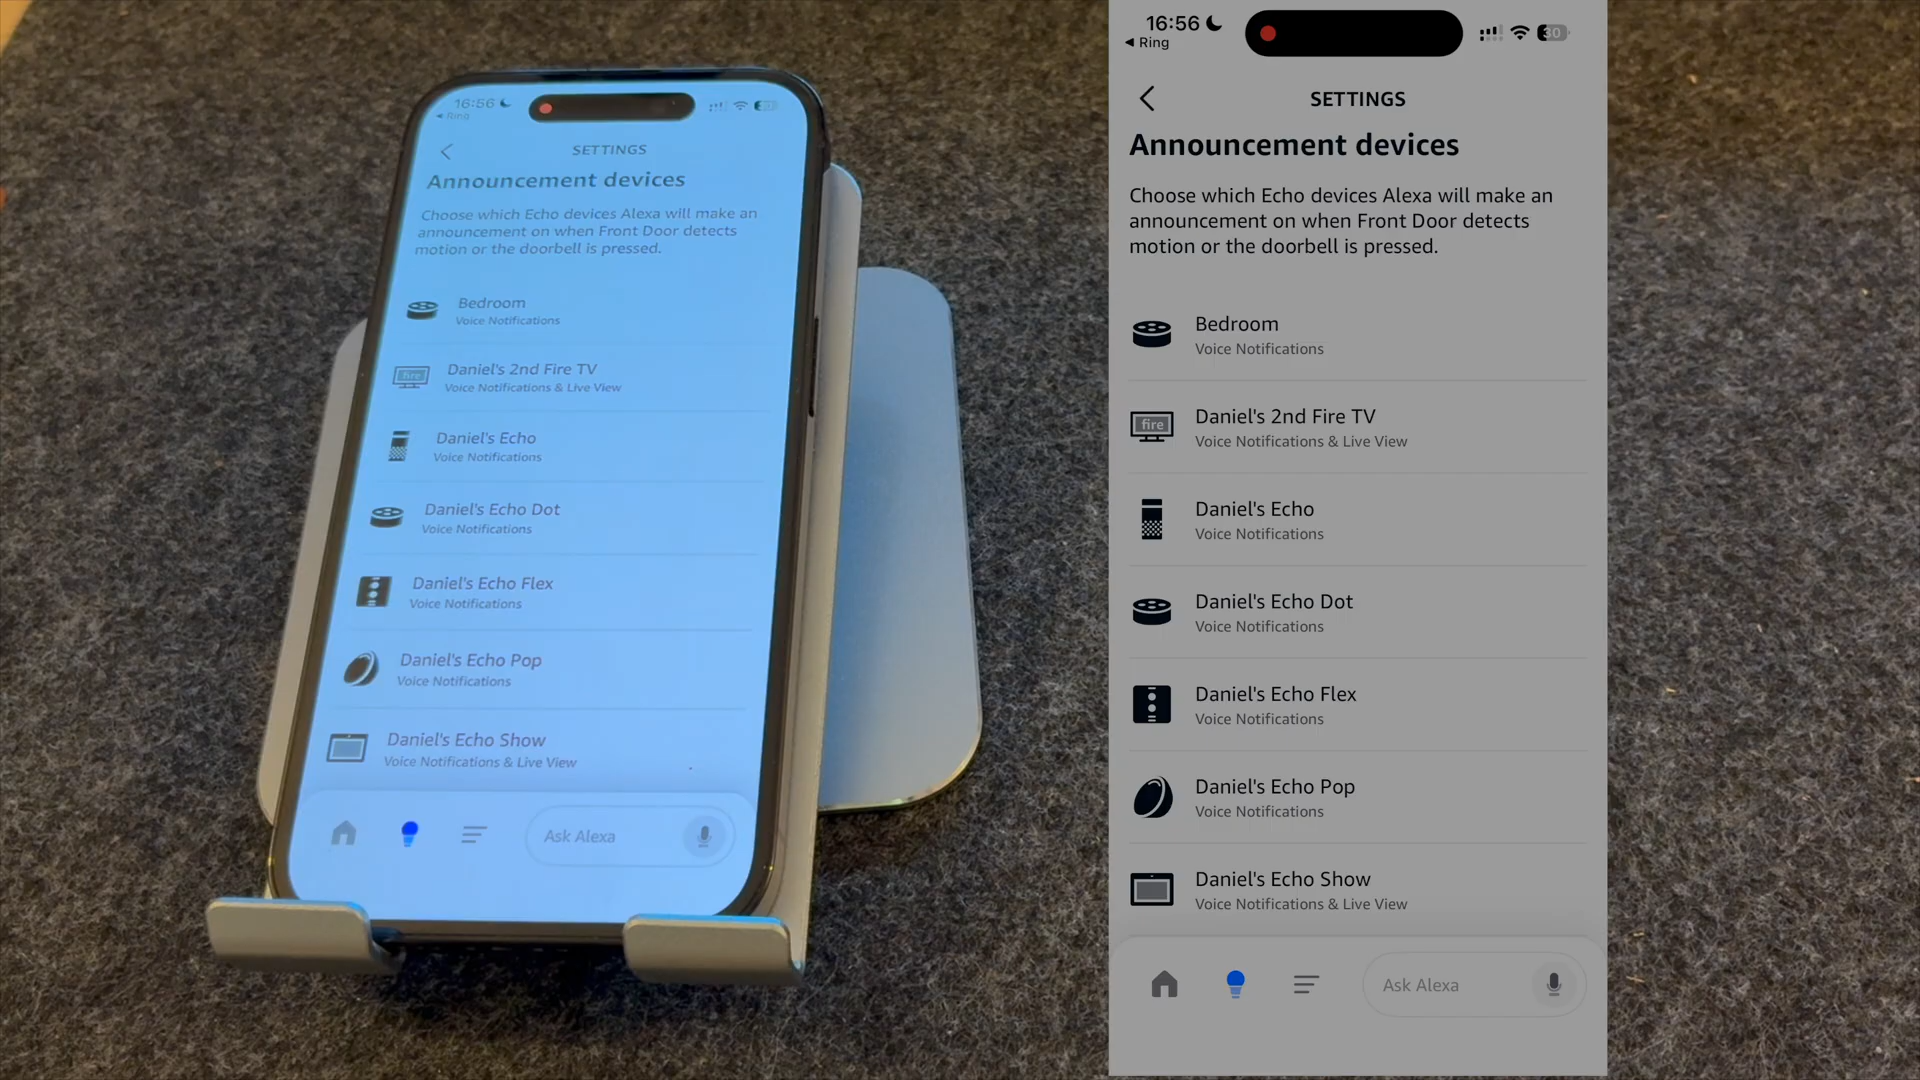 16:56
Ring
SETTINGS
Announcement devices
Choose which Echo devices Alexa will make an
announcement on when Front Door detects
motion or the doorbell is pressed.
Bedroom
Voice Notifications
fire
Daniel's 2nd Fire TV
Voice Notifications & Live View
Daniel's Echo
Voice Notifications
Daniel's Echo Dot
Voice Notifications
Daniel's Echo Flex
Voice Notifications
Daniel's Echo Pop
Voice Notifications
Daniel's Echo Show
Voice Notifications & Live View
Ask Alexa
16:56
Ring
30
SETTINGS
Announcement devices
Choose which Echo devices Alexa will make an
announcement on when Front Door detects
motion or the doorbell is pressed.
Bedroom
Voice Notifications
fire
Daniel's 2nd Fire TV
Voice Notifications & Live View
Daniel's Echo
Voice Notifications
Daniel's Echo Dot
Voice Notifications
Daniel's Echo Flex
Voice Notifications
Daniel's Echo Pop
Voice Notifications
Daniel's Echo Show
Voice Notifications & Live View
Ask Alexa